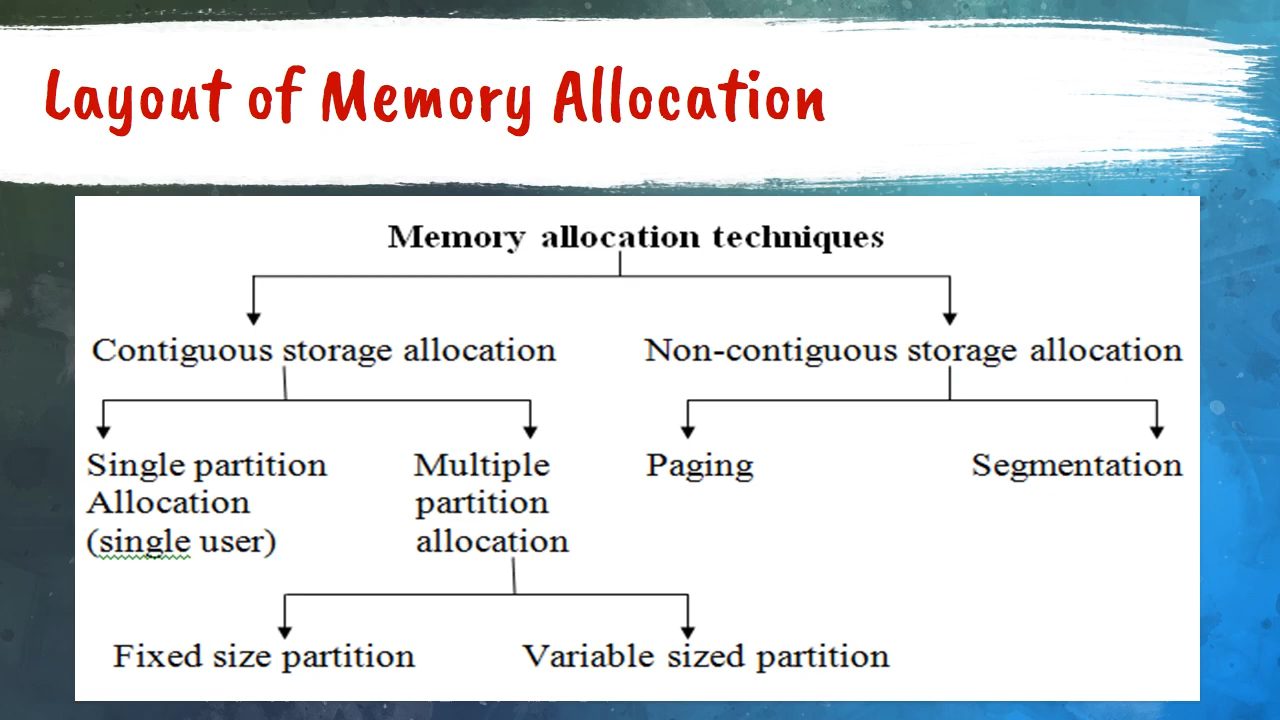 Layout of Memory Allocation
Memory allocation techniques
Contiguous storage allocation
Non-contiguous storage allocation
Single partition
Allocation
(single user)
Multiple
partition
allocation
Paging
Segmentation
Fixed size partition
Variable sized partition